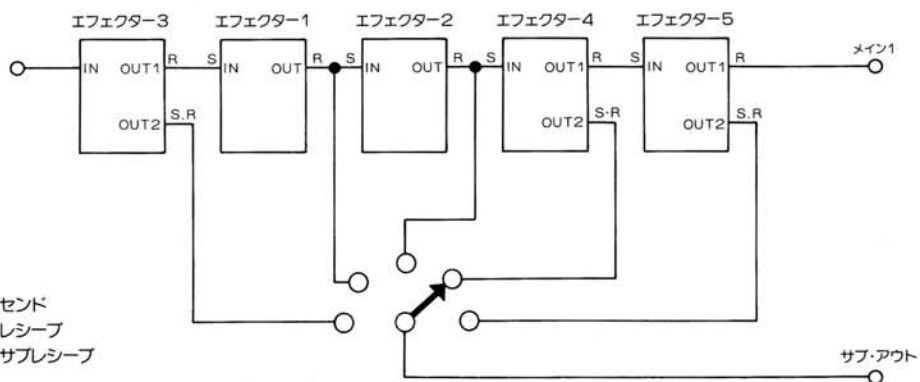 エフェクター3 エフェクター1 エフェクター2 エフェクター4 エフェクター5
IN OUT1 R S IN OUT R S IN OUT R S IN OUT1 R S IN OUT1 R メイン1
OUT2 S.R OUT2 S·R OUT2 S.R
センド
レシーブ
サブレシーブ
サブ・アウト